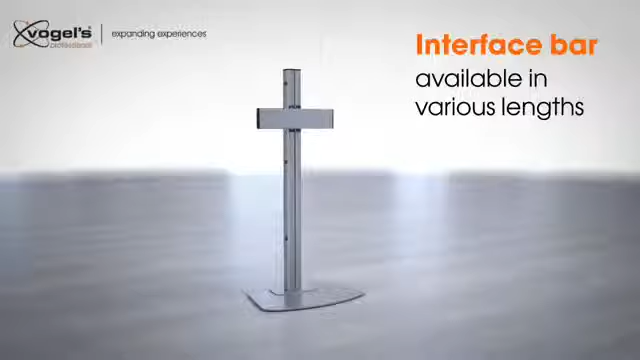 vogel's
professional
expanding experiences
Interface bar
available in
various lengths